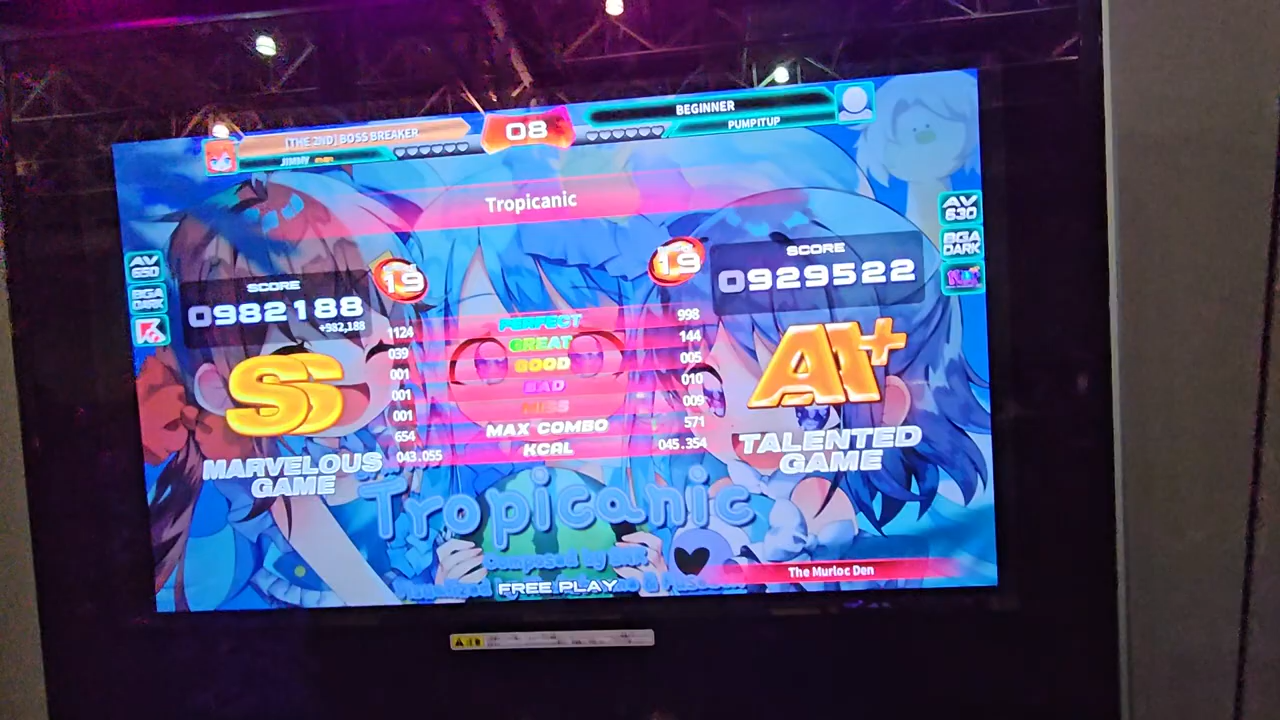 [THE 2ND] BOSS BREAKER
JIMMY
08
BEGINNER
PUMPITUP
Tropicanic
AV
650
BGA
DARK
SCORE
0982188
+982,188
19
19
SCORE
0929522
AV
630
BGA
DARK
1124 PERFECT 998
039 GREAT 144
001 GOOD 005
001 BAD 010
001 MISS 009
654 MAX COMBO 571
043.055 KCAL 045.354
SS
MARVELOUS
GAME
A+
TALENTED
GAME
Tropicanic
Composed by
FREE PLAY
The Murloc Den